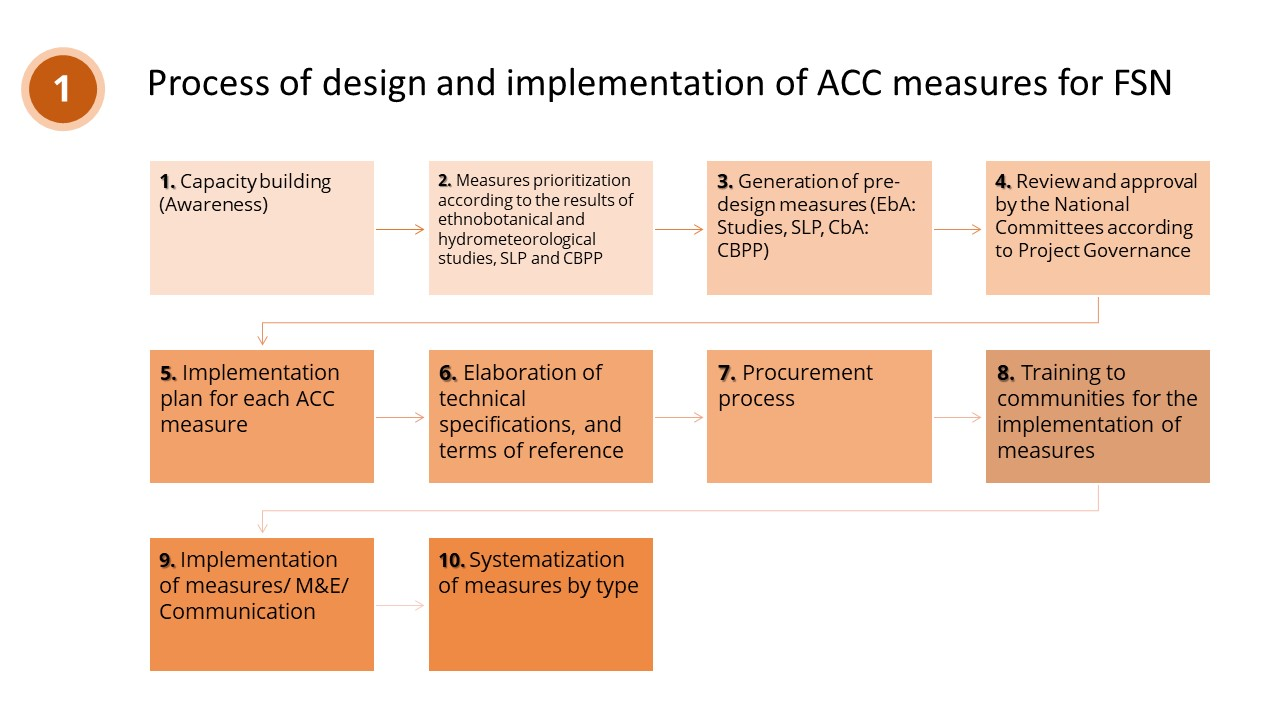 1
Process of design and implementation of ACC measures for FSN
1. Capacity building
(Awareness)
2. Measures prioritization
according to the results of
ethnobotanical and
hydrometeorological
studies, SLP and CBPP
3. Generation of pre-
design measures (EbA:
Studies, SLP, CbA:
CBPP)
4. Review and approval
by the National
Committees according
to Project Governance
5. Implementation
plan for each ACC
measure
6. Elaboration of
technical
specifications, and
terms of reference
7. Procurement
process
8. Training to
communities for the
implementation of
measures
9. Implementation
of measures/ M&E/
Communication
10. Systematization
of measures by type